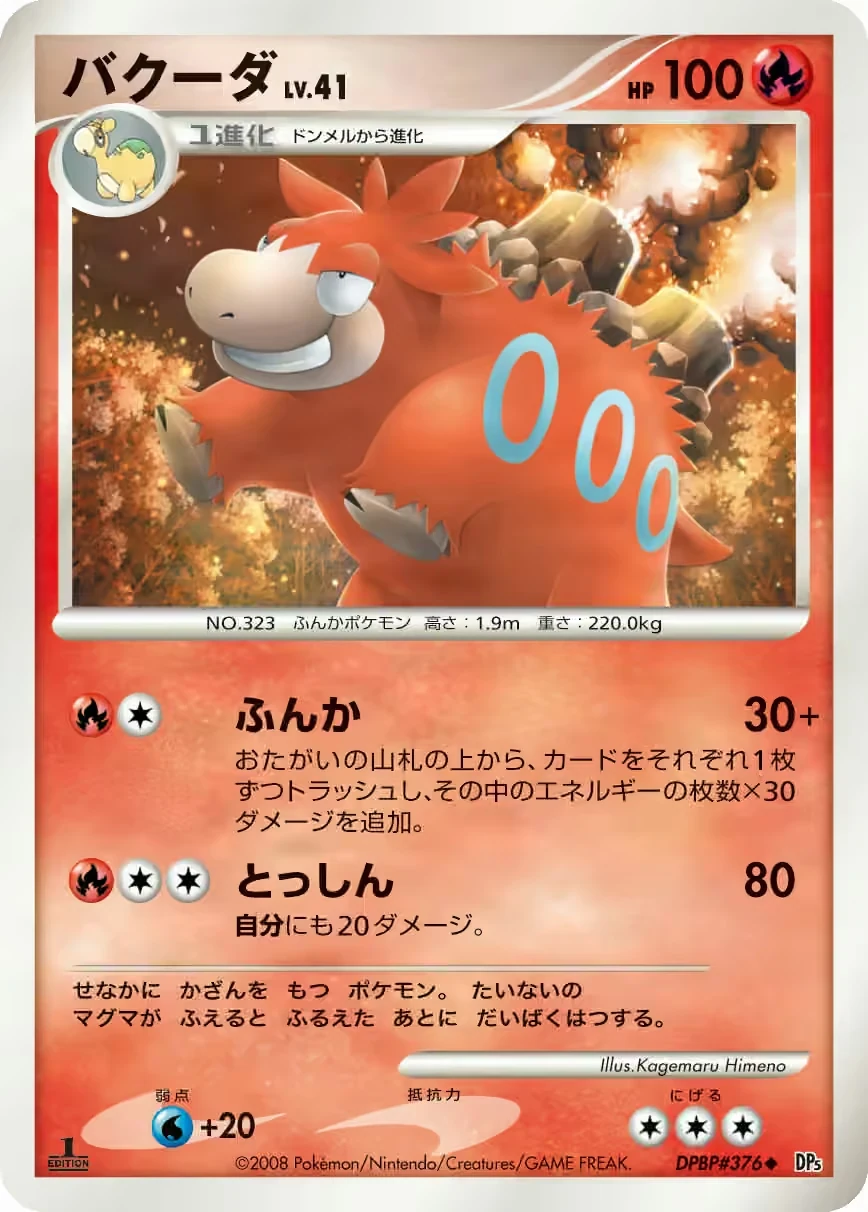 バクーダ LV.41 HP 100
1進化 ドンメルから進化
NO.323 ふんかポケモン 高さ：1.9m 重さ：220.0kg
ふんか 30+
おたがいの山札の上から、カードをそれぞれ1枚
ずつトラッシュし、その中のエネルギーの枚数×30
ダメージを追加。
とっしん 80
自分にも20ダメージ。
せなかに かざんを もつ ポケモン。 たいないの
マグマが ふえると ふるえた あとに だいばくはつする。
Illus.Kagemaru Himeno
弱点 抵抗力 にげる
+20
1 EDITION
©2008 Pokémon/Nintendo/Creatures/GAME FREAK. DPBP#376◆ DP5